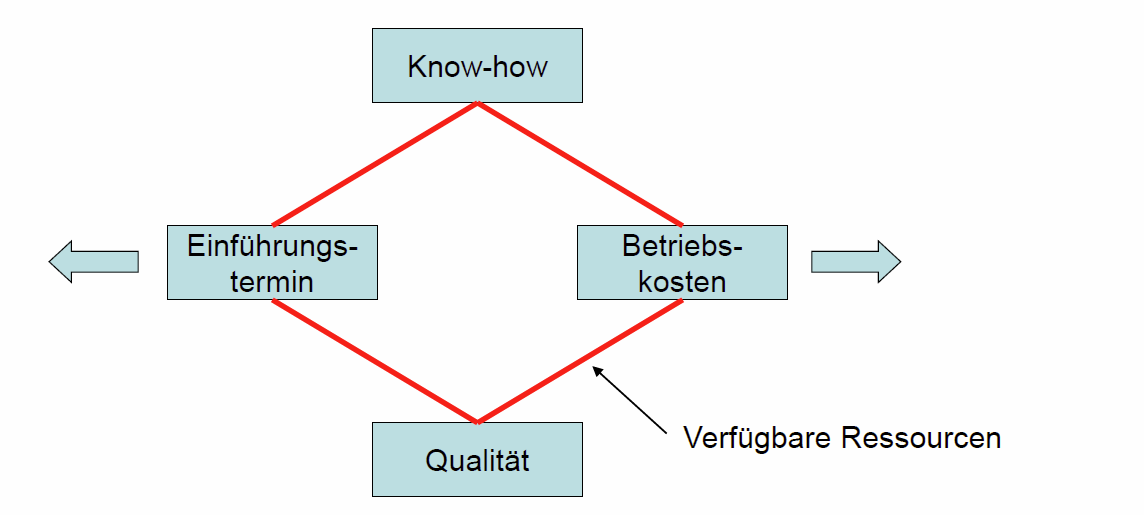 Know-how
Einführungs-
termin
Betriebs-
kosten
Verfügbare Ressourcen
Qualität